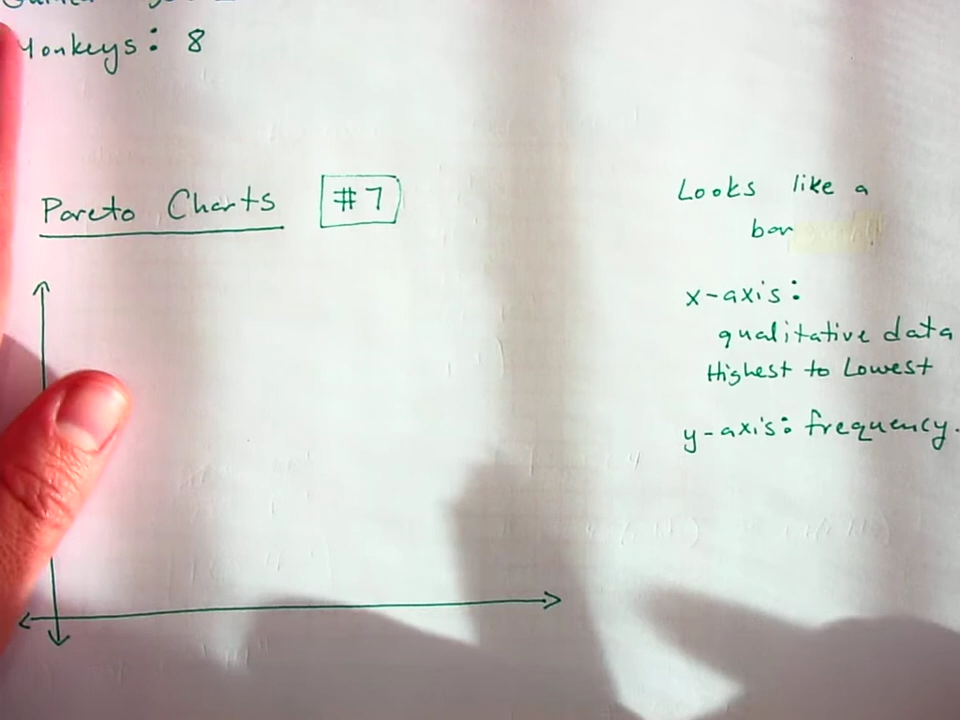 Monkeys: 8
Pareto Charts #7
Looks like a
bar
x-axis:
qualitative data
Highest to Lowest
y-axis: frequency.